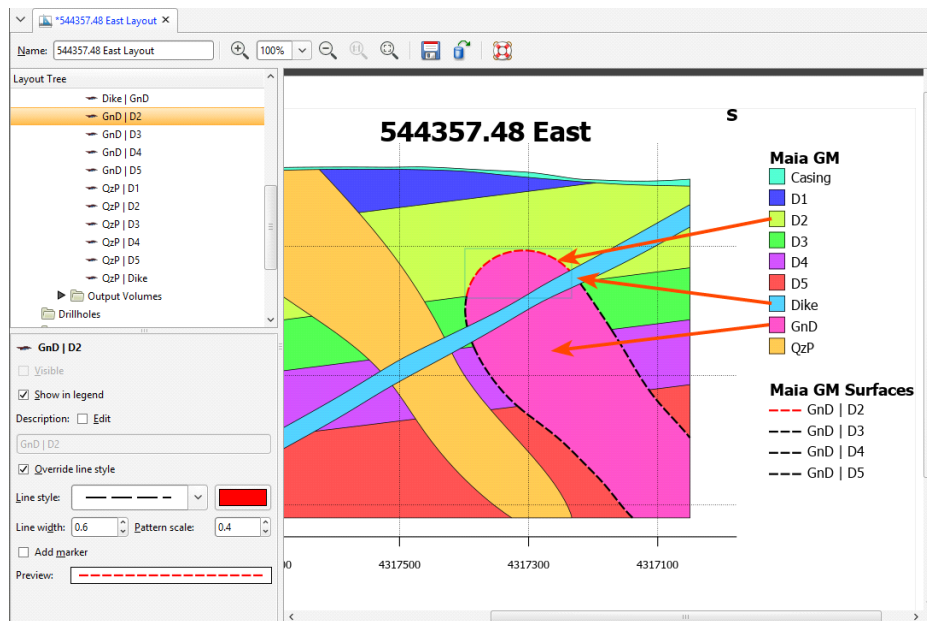 *544357.48 East Layout
Name: 544357.48 East Layout 100%
Layout Tree
Dike | GnD
GnD | D2
GnD | D3
GnD | D4
GnD | D5
QzP | D1
QzP | D2
QzP | D3
QzP | D4
QzP | D5
QzP | Dike
Output Volumes
Drillholes
GnD | D2
Visible
Show in legend
Description: Edit
GnD | D2
Override line style
Line style:
Line width: 0.6 Pattern scale: 0.4
Add marker
Preview:
S
544357.48 East
Maia GM
Casing
D1
D2
D3
D4
D5
Dike
GnD
QzP
Maia GM Surfaces
GnD | D2
GnD | D3
GnD | D4
GnD | D5
4317500 4317300 4317100